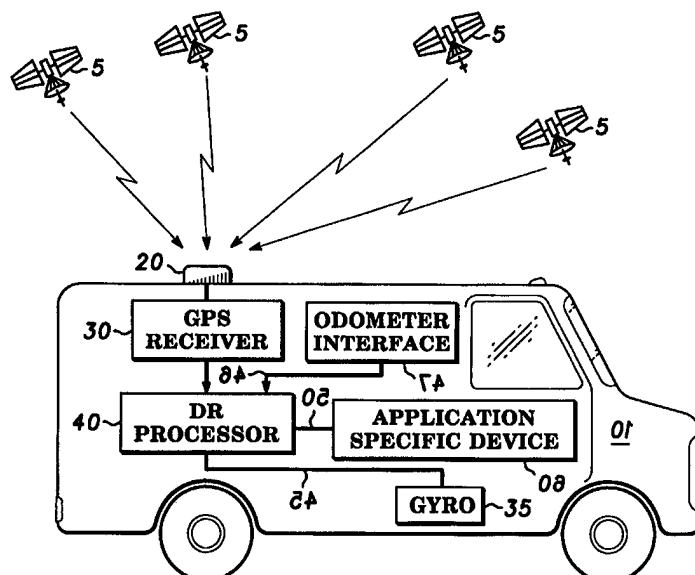 5
5
5
5
20
30
GPS
RECEIVER
ODOMETER
INTERFACE
46
47
40
DR
PROCESSOR
50
APPLICATION
SPECIFIC DEVICE
10
60
45
GYRO
35